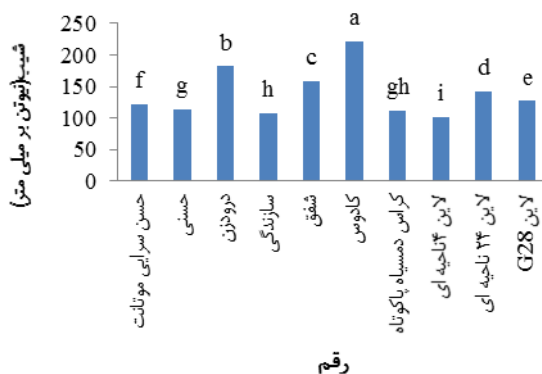 شیب(نیوتن بر میلی متر)
250
200
150
100
50
0
f
g
b
h
c
a
gh
i
d
e
حسن سرایی موتانت
حسنی
درودزن
سازندگی
شفق
کادوس
کراس دمسیاه پاکوتاه
لاین ۴ناحیه ای
لاین ۲۴ ناحیه ای
لاین G28
رقم